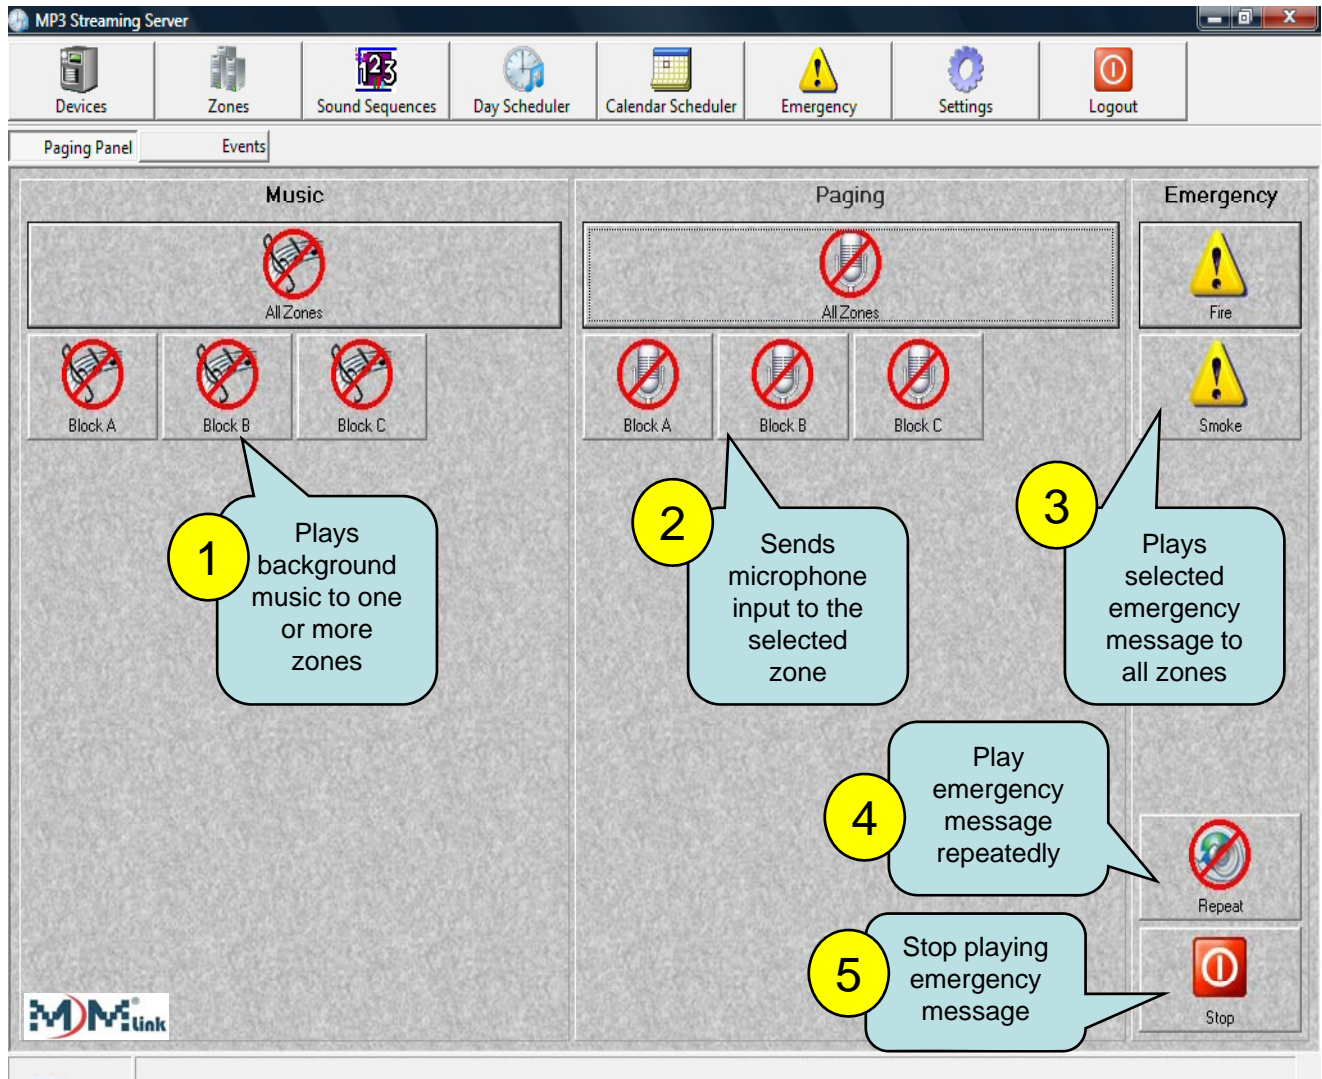 MP3 Streaming Server
Devices
Zones
123
Sound Sequences
Day Scheduler
Calendar Scheduler
Emergency
Settings
Logout
Paging Panel
Events
Music
Paging
Emergency
All Zones
All Zones
Fire
Block A
Block B
Block C
Block A
Block B
Block C
Smoke
1
Plays
background
music to one
or more
zones
2
Sends
microphone
input to the
selected
zone
3
Plays
selected
emergency
message to
all zones
4
Play
emergency
message
repeatedly
Repeat
5
Stop playing
emergency
message
Stop
MDM® Link